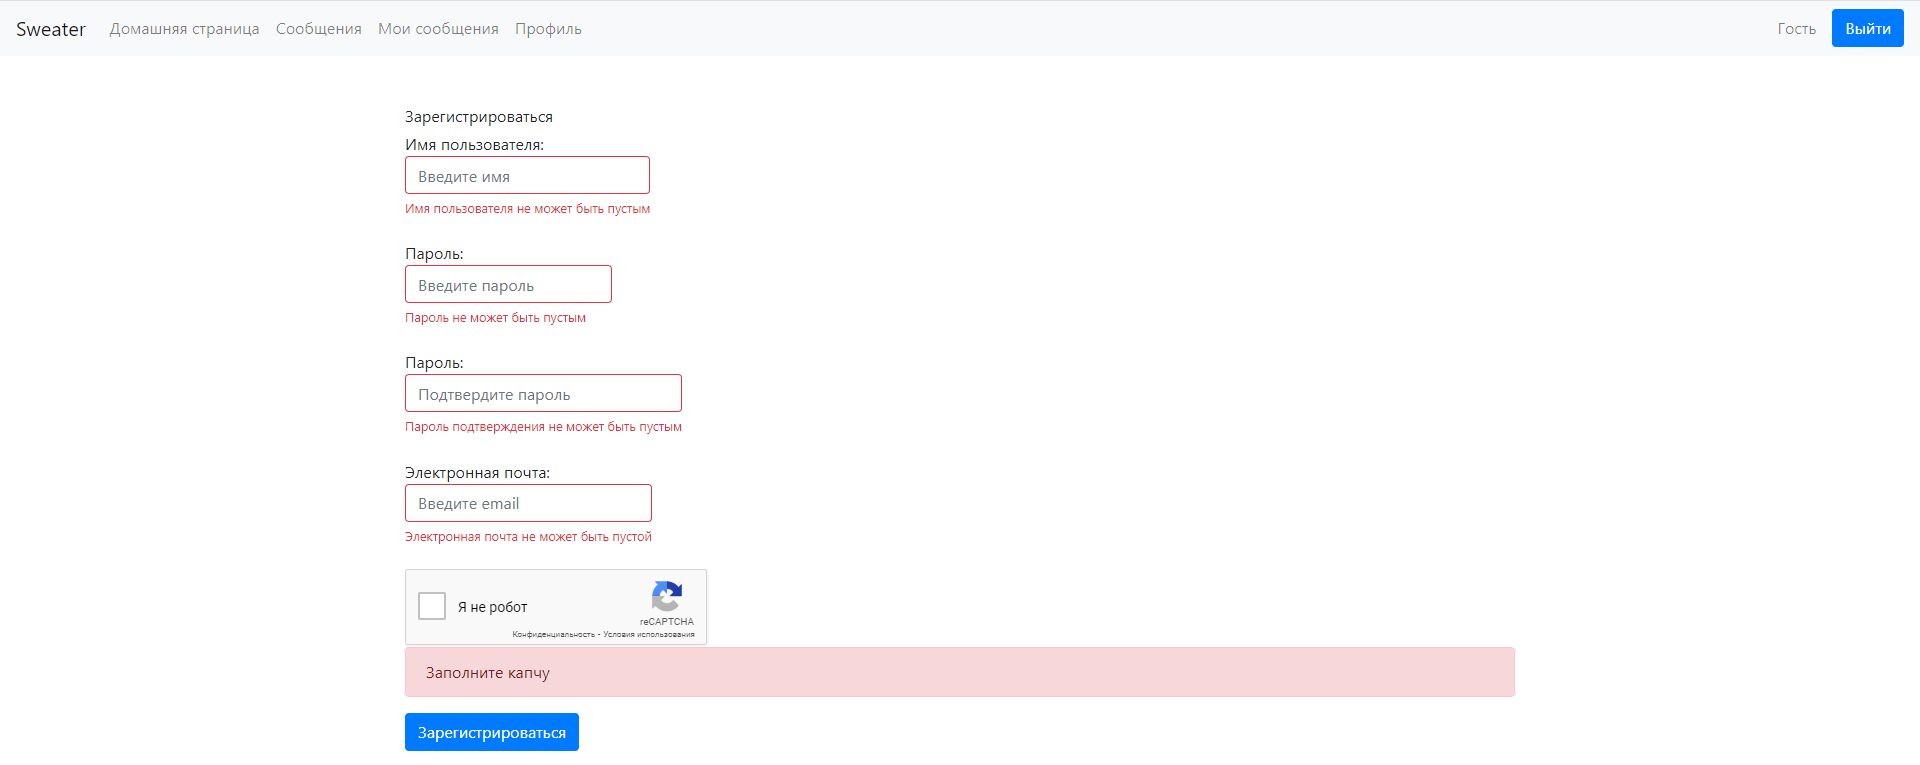 Sweater Домашняя страница Сообщения Мои сообщения Профиль Гость Выйти
Зарегистрироваться
Имя пользователя:
Введите имя
Имя пользователя не может быть пустым
Пароль:
Введите пароль
Пароль не может быть пустым
Пароль:
Подтвердите пароль
Пароль подтверждения не может быть пустым
Электронная почта:
Введите email
Электронная почта не может быть пустой
Я не робот
reCAPTCHA
Конфиденциальность - Условия использования
Заполните капчу
Зарегистрироваться